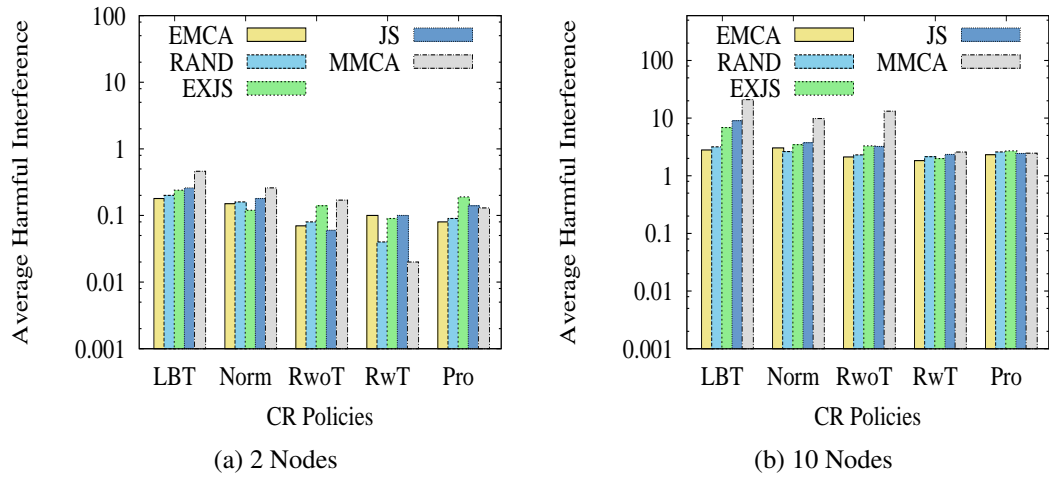 Average Harmful Interference
100
10
1
0.1
0.01
0.001
EMCA
RAND
EXJS
JS
MMCA
LBT Norm RwoT RwT Pro
CR Policies
(a) 2 Nodes
Average Harmful Interference
100
10
1
0.1
0.01
0.001
EMCA
RAND
EXJS
JS
MMCA
LBT Norm RwoT RwT Pro
CR Policies
(b) 10 Nodes